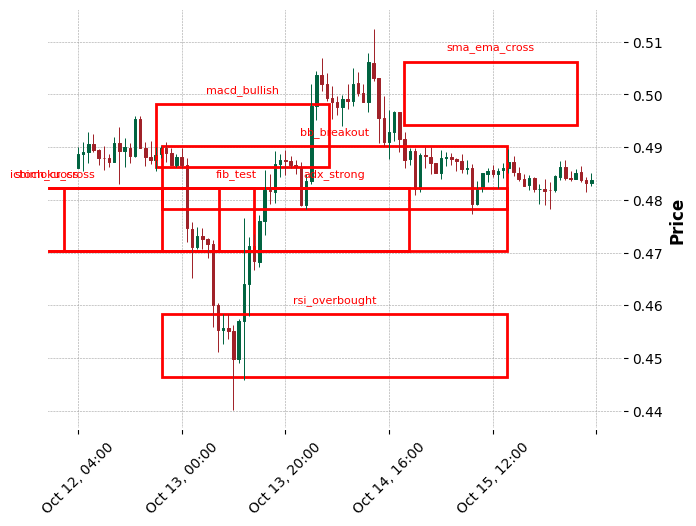 sma_ema_cross
0.51
macd_bullish
0.50
bb_breakout
0.49
fib_test
adx_strong
0.48
Price
0.47
rsi_overbought
0.46
0.45
0.44
Oct 12, 04:00
Oct 13, 00:00
Oct 13, 20:00
Oct 14, 16:00
Oct 15, 12:00